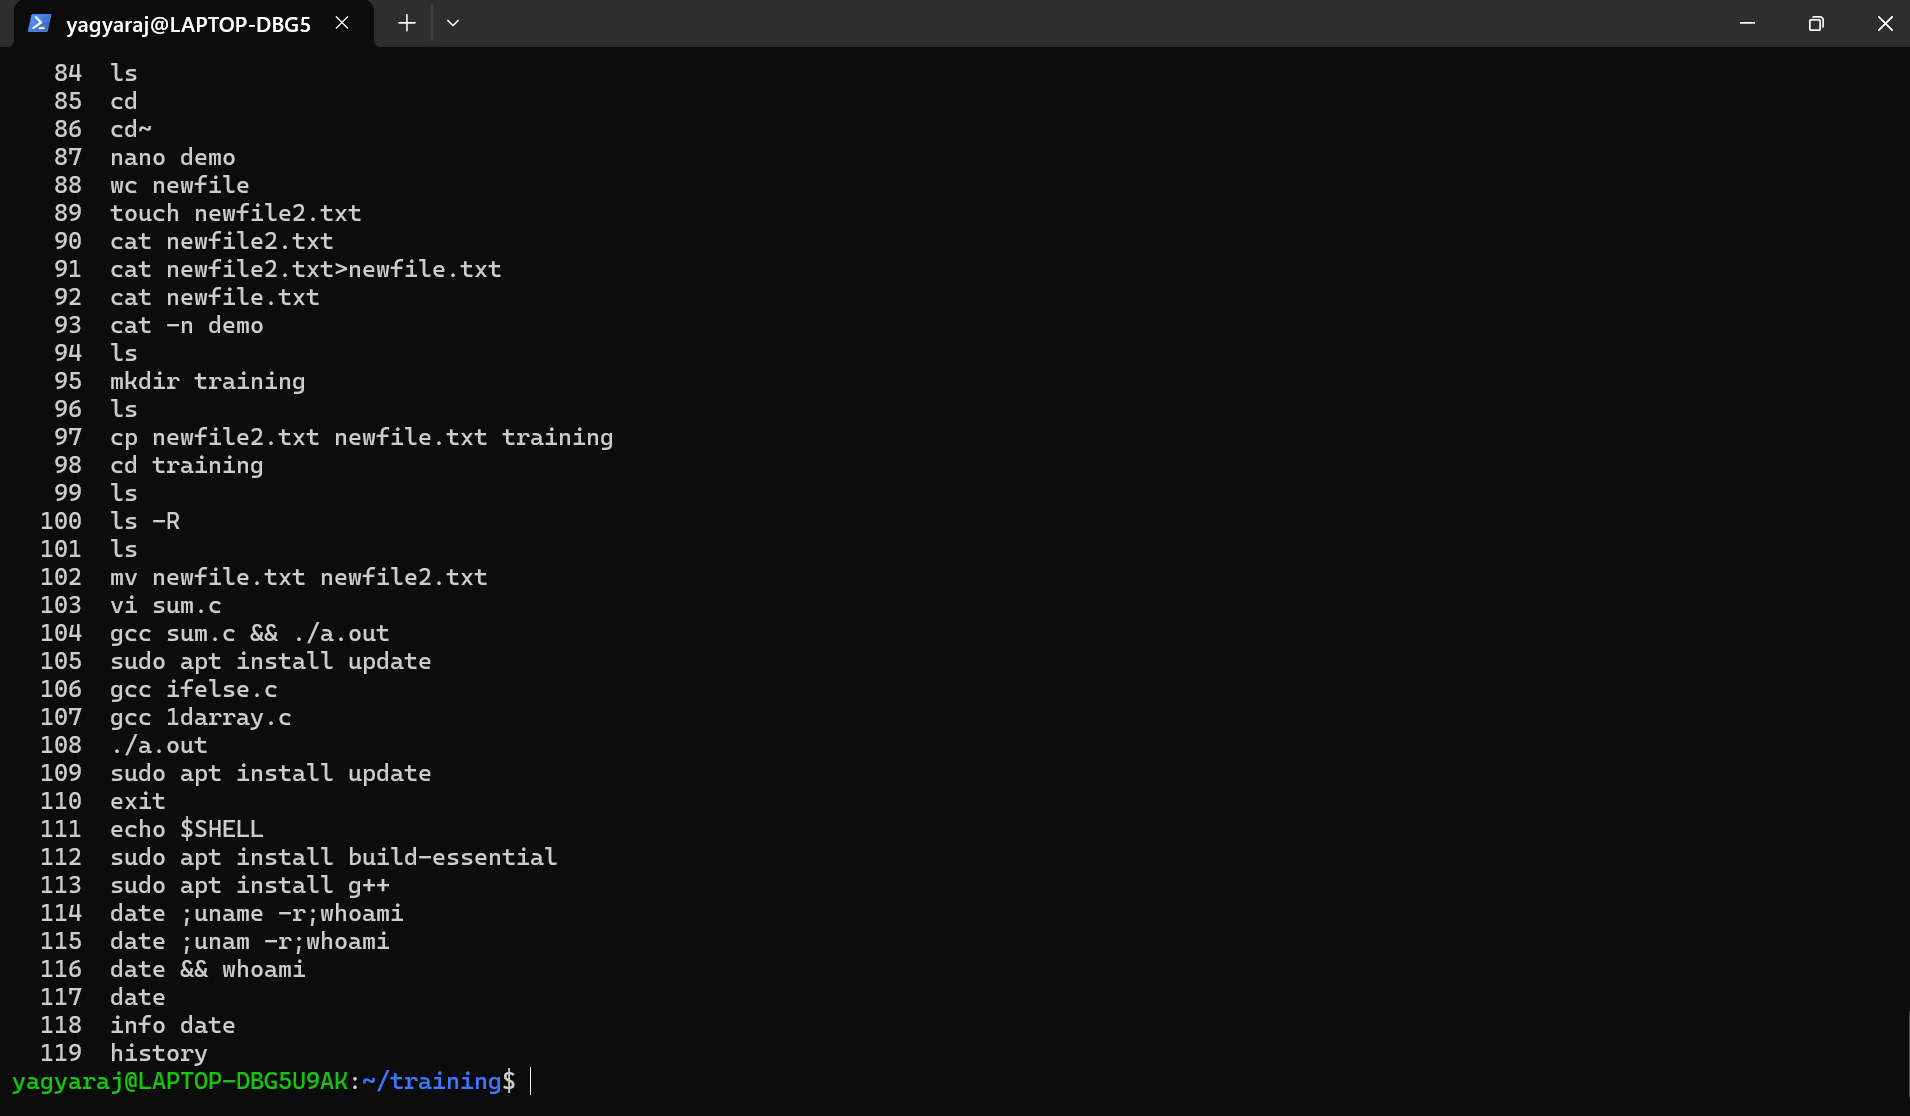 yagyaraj@LAPTOP-DBG5
84 ls
85 cd
86 cd~
87 nano demo
88 wc newfile
89 touch newfile2.txt
90 cat newfile2.txt
91 cat newfile2.txt>newfile.txt
92 cat newfile.txt
93 cat -n demo
94 ls
95 mkdir training
96 ls
97 cp newfile2.txt newfile.txt training
98 cd training
99 ls
100 ls -R
101 ls
102 mv newfile.txt newfile2.txt
103 vi sum.c
104 gcc sum.c && ./a.out
105 sudo apt install update
106 gcc ifelse.c
107 gcc 1darray.c
108 ./a.out
109 sudo apt install update
110 exit
111 echo $SHELL
112 sudo apt install build-essential
113 sudo apt install g++
114 date ;uname -r;whoami
115 date ;unam -r;whoami
116 date && whoami
117 date
118 info date
119 history
yagyaraj@LAPTOP-DBG5U9AK:~/training$